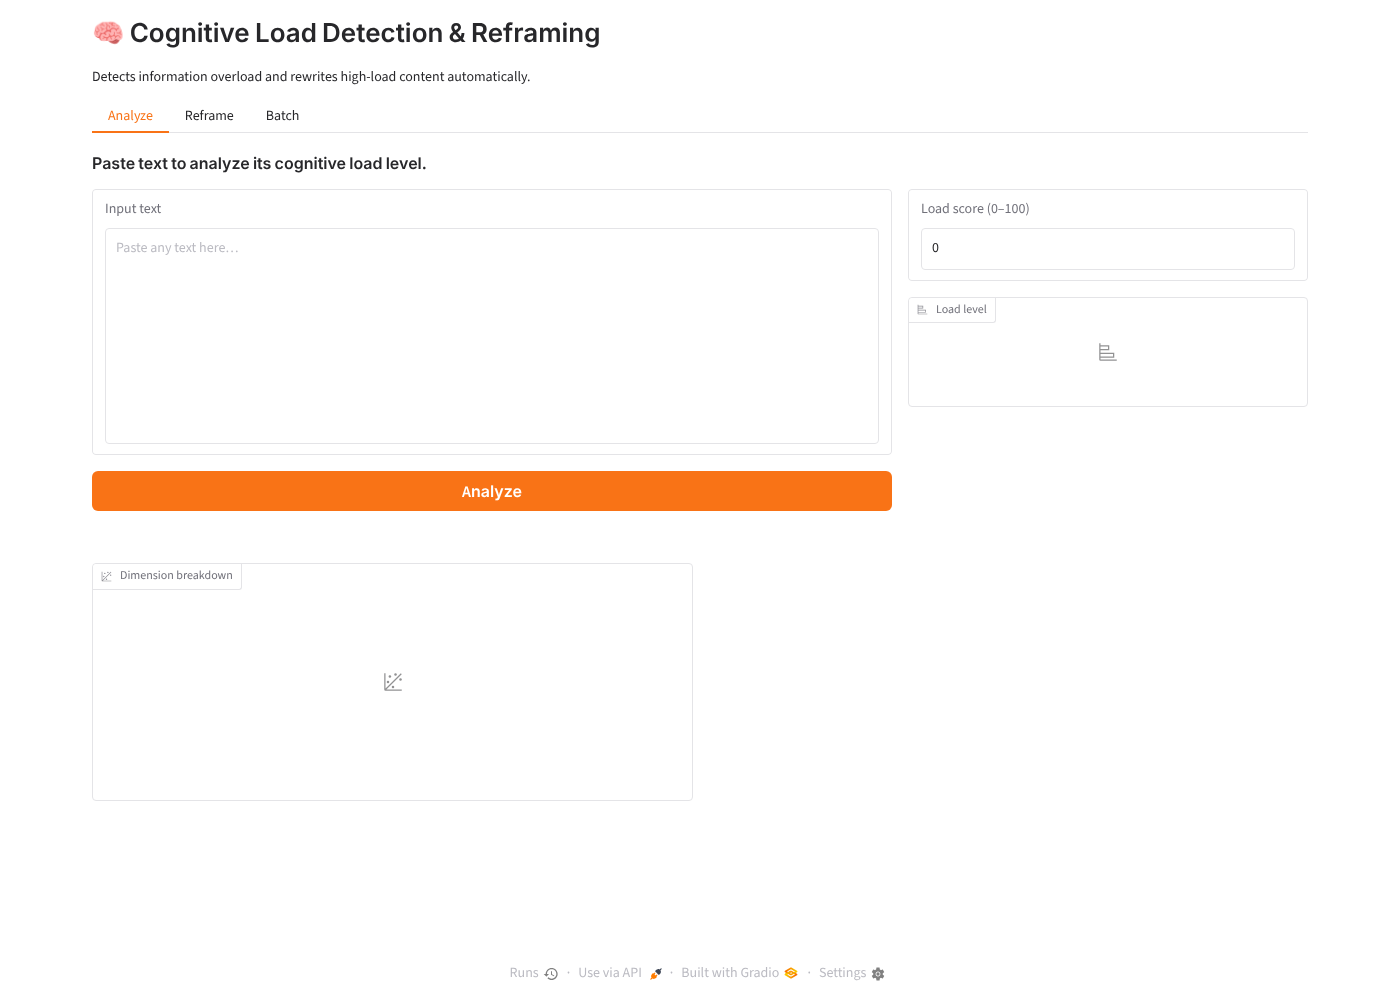 🧠 Cognitive Load Detection & Reframing
Detects information overload and rewrites high-load content automatically.
Analyze Reframe Batch
Paste text to analyze its cognitive load level.
Input text
Paste any text here...
Load score (0–100)
0
Load level
Analyze
Dimension breakdown
Runs · Use via API · Built with Gradio · Settings